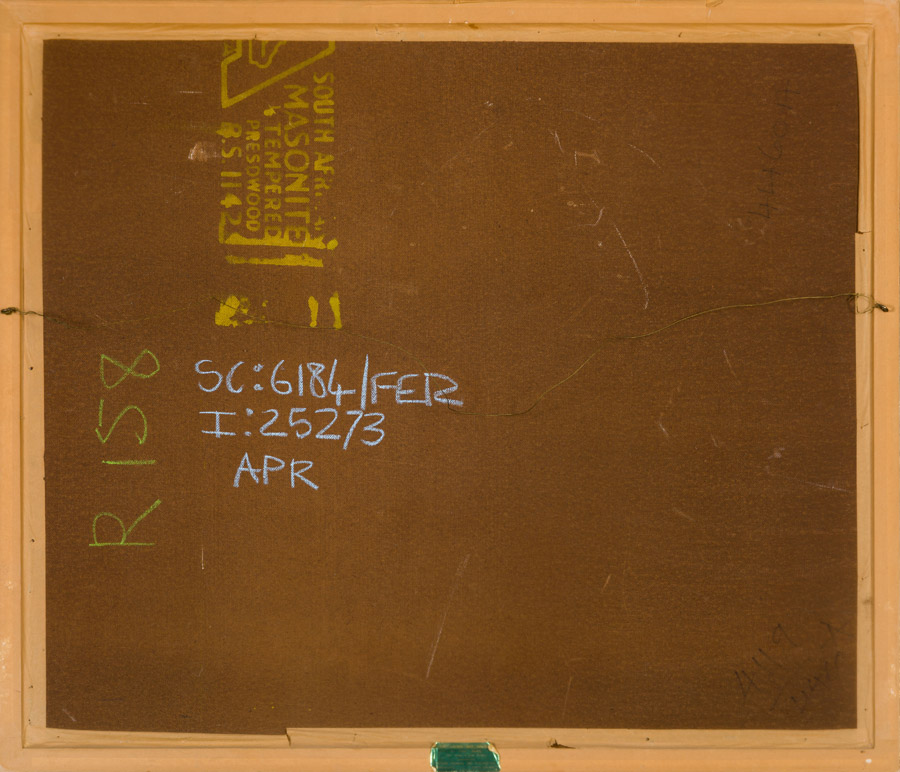 SOUTH AFR.
MASONITE
TEMPERED
PRESDWOOD
B.S 1142
SC:6184/FER
I:25273
APR
R158